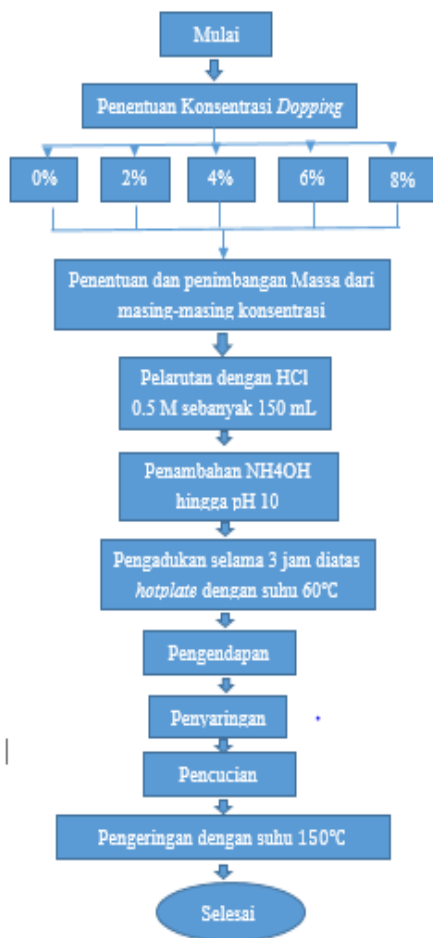 Mulai
Penentuan Konsentrasi Dopping
0% 2% 4% 6% 8%
Penentuan dan penimbangan Massa dari
masing-masing konsentrasi
Pelarutan dengan HCl
0.5 M sebanyak 150 mL
Penambahan NH4OH
hingga pH 10
Pengadukan selama 3 jam diatas
hotplate dengan suhu 60°C
Pengendapan
Penyaringan
Pencucian
Pengeringan dengan suhu 150°C
Selesai